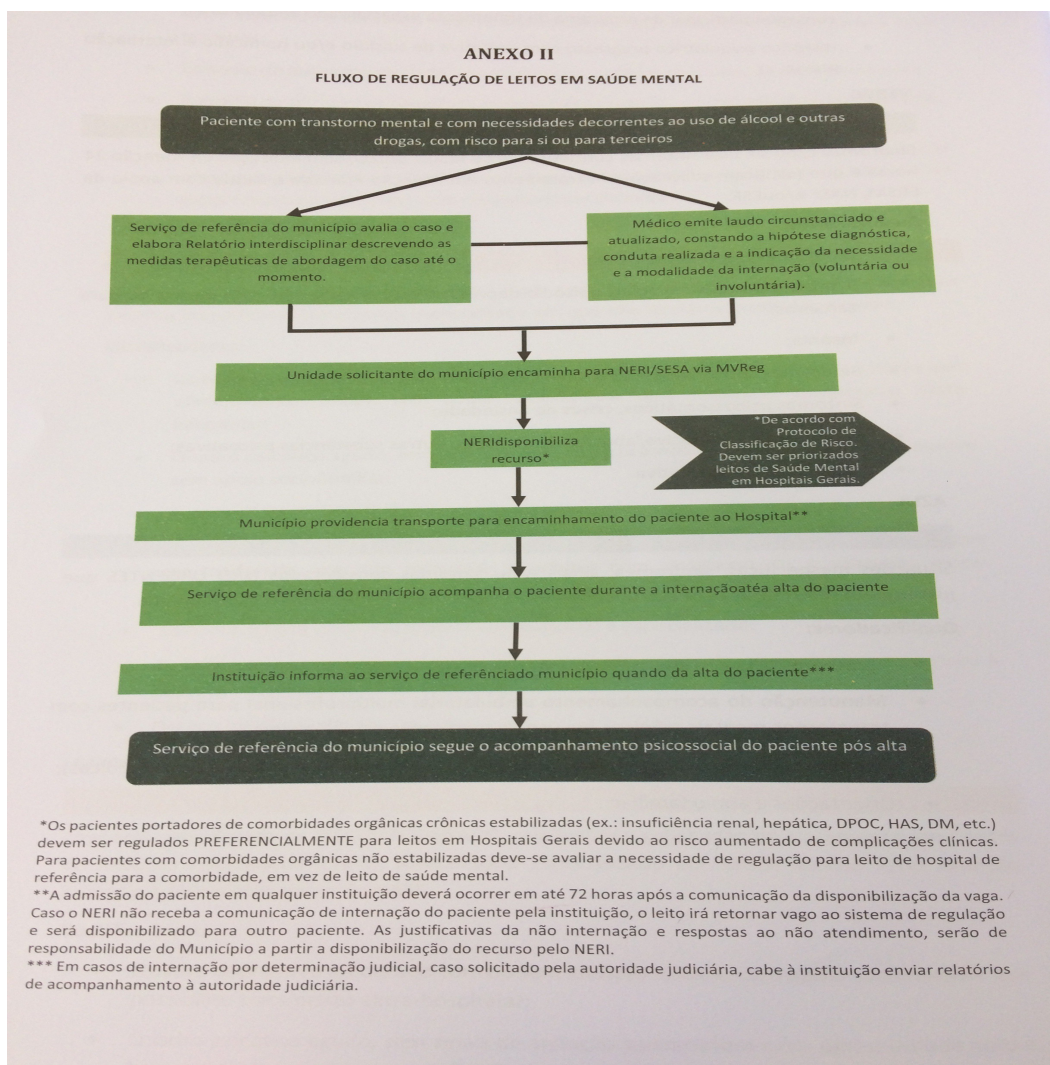 ANEXO II
FLUXO DE REGULAÇÃO DE LEITOS EM SAÚDE MENTAL
Paciente com transtorno mental e com necessidades decorrentes ao uso de álcool e outras
drogas, com risco para si ou para terceiros
Serviço de referência do município avalia o caso e
elabora Relatório interdisciplinar descrevendo as
medidas terapêuticas de abordagem do caso até o
momento.
Médico emite laudo circunstanciado e
atualizado, constando a hipótese diagnóstica,
conduta realizada e a indicação da necessidade
e a modalidade da internação (voluntária ou
involuntária).
Unidade solicitante do município encaminha para NERI/SESA via MVReg
NERIdisponibiliza
recurso*
*De acordo com
Protocolo de
Classificação de Risco.
Devem ser priorizados
leitos de Saúde Mental
em Hospitais Gerais.
Município providencia transporte para encaminhamento do paciente ao Hospital**
Serviço de referência do município acompanha o paciente durante a internaçãoatéa alta do paciente
Instituição informa ao serviço de referênciado município quando da alta do paciente***
Serviço de referência do município segue o acompanhamento psicossocial do paciente pós alta
*Os pacientes portadores de comorbidades orgânicas crônicas estabilizadas (ex.: insuficiência renal, hepática, DPOC, HAS, DM, etc.)
devem ser regulados PREFERENCIALMENTE para leitos em Hospitais Gerais devido ao risco aumentado de complicações clínicas.
Para pacientes com comorbidades orgânicas não estabilizadas deve-se avaliar a necessidade de regulação para leito de hospital de
referência para a comorbidade, em vez de leito de saúde mental.
**A admissão do paciente em qualquer instituição deverá ocorrer em até 72 horas após a comunicação da disponibilização da vaga.
Caso o NERI não receba a comunicação de internação do paciente pela instituição, o leito irá retornar vago ao sistema de regulação
e será disponibilizado para outro paciente. As justificativas da não internação e respostas ao não atendimento, serão de
responsabilidade do Município a partir a disponibilização do recurso pelo NERI.
*** Em casos de internação por determinação judicial, caso solicitado pela autoridade judiciária, cabe à instituição enviar relatórios
de acompanhamento à autoridade judiciária.